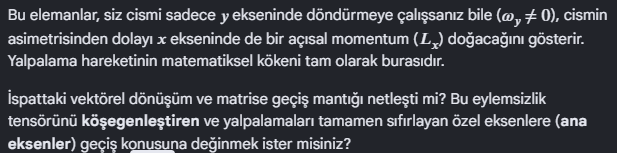 Bu elemanlar, siz cismi sadece y ekseninde döndürmeye çalışsanız bile (ω_y ≠ 0), cismin
asimetrisinden dolayı x ekseninde de bir açısal momentum (L_x) doğacağını gösterir.
Yalpalama hareketinin matematiksel kökeni tam olarak burasıdır.
İspattaki vektörel dönüşüm ve matrise geçiş mantığı netleşti mi? Bu eylemsizlik
tensörünü köşegenleştiren ve yalpalamaları tamamen sıfırlayan özel eksenlere (ana
eksenler) geçiş konusuna değinmek ister misiniz?